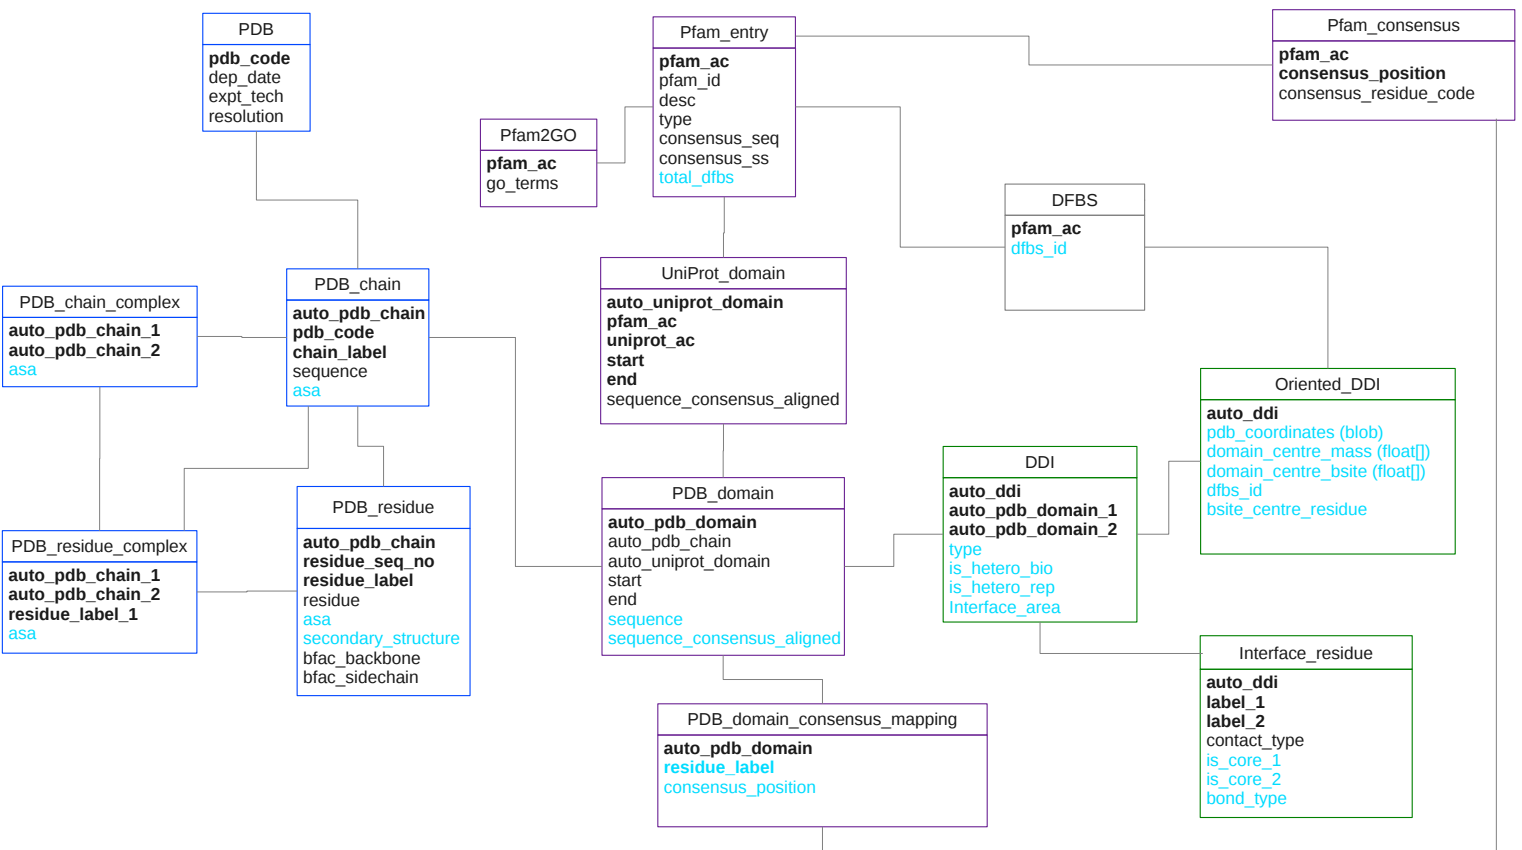 PDB
pdb_code
dep_date
expt_tech
resolution
Pfam_entry
pfam_ac
pfam_id
desc
type
consensus_seq
consensus_ss
total_dfbs
Pfam_consensus
pfam_ac
consensus_position
consensus_residue_code
Pfam2GO
pfam_ac
go_terms
DFBS
pfam_ac
dfbs_id
PDB_chain_complex
auto_pdb_chain_1
auto_pdb_chain_2
asa
PDB_chain
auto_pdb_chain
pdb_code
chain_label
sequence
asa
UniProt_domain
auto_uniprot_domain
pfam_ac
uniprot_ac
start
end
sequence_consensus_aligned
Oriented_DDI
auto_ddi
pdb_coordinates (blob)
domain_centre_mass (float[])
domain_centre_bsite (float[])
dfbs_id
bsite_centre_residue
DDI
auto_ddi
auto_pdb_domain_1
auto_pdb_domain_2
type
is_hetero_bio
is_hetero_rep
Interface_area
PDB_residue_complex
auto_pdb_chain_1
auto_pdb_chain_2
residue_label_1
asa
PDB_residue
auto_pdb_chain
residue_seq_no
residue_label
residue
asa
secondary_structure
bfac_backbone
bfac_sidechain
PDB_domain
auto_pdb_domain
auto_pdb_chain
auto_uniprot_domain
start
end
sequence
sequence_consensus_aligned
Interface_residue
auto_ddi
label_1
label_2
contact_type
is_core_1
is_core_2
bond_type
PDB_domain_consensus_mapping
auto_pdb_domain
residue_label
consensus_position